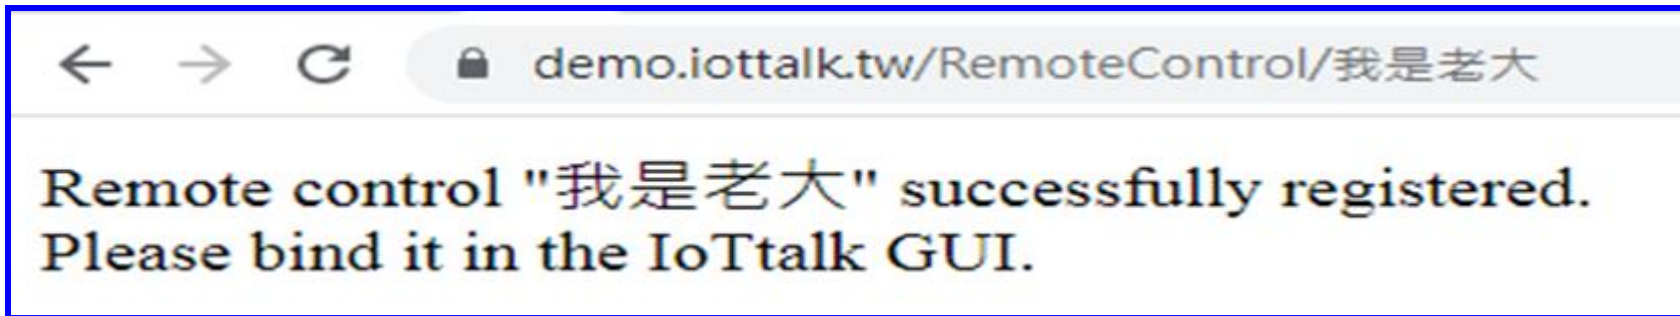 demo.iottalk.tw/RemoteControl/我是老大
Remote control "我是老大" successfully registered.
Please bind it in the IoTtalk GUI.